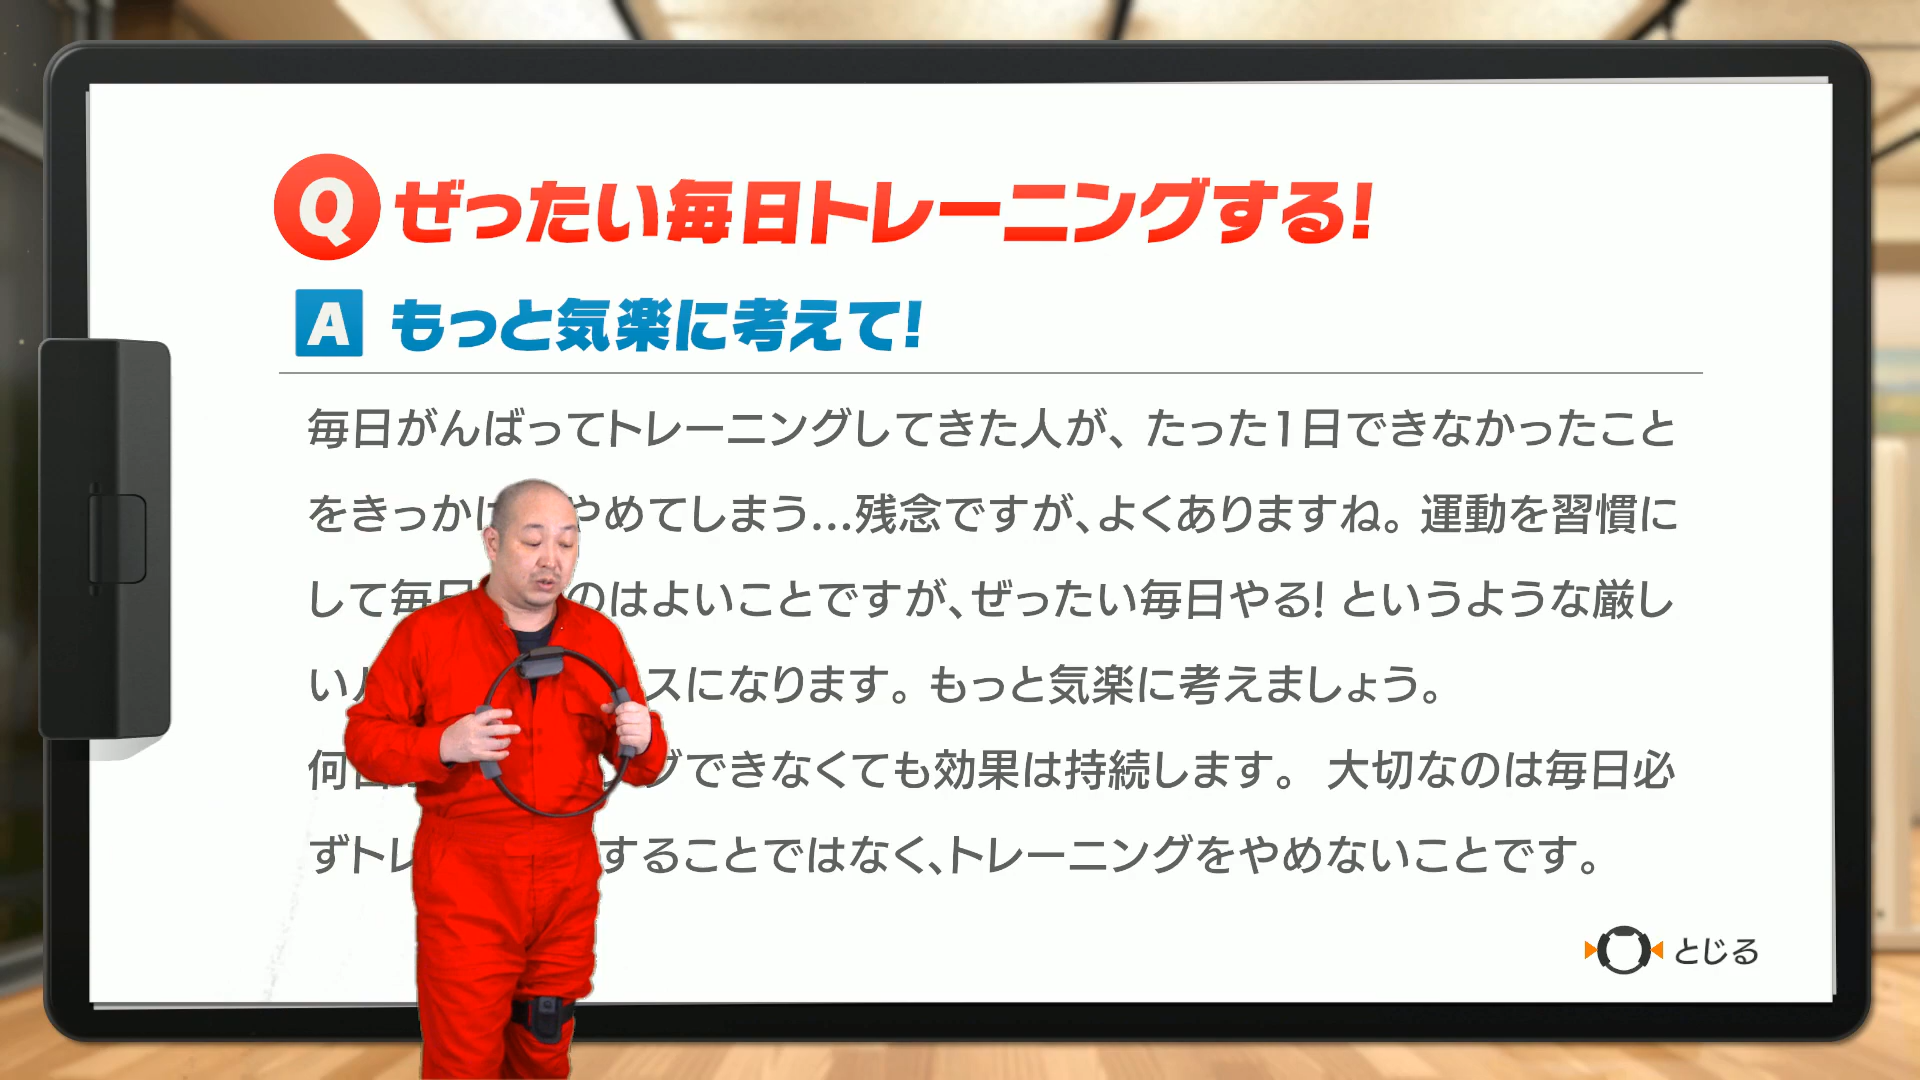 Q ぜったい毎日トレーニングする!
A もっと気楽に考えて!
毎日がんばってトレーニングしてきた人が、たった1日できなかったこと
をきっか やめてしまう...残念ですが、よくありますね。運動を習慣に
して毎日 のはよいことですが、ぜったい毎日やる! というような厳し
い スになります。もっと気楽に考えましょう。
何 できなくても効果は持続します。 大切なのは毎日必
ずトレ することではなく、トレーニングをやめないことです。
とじる